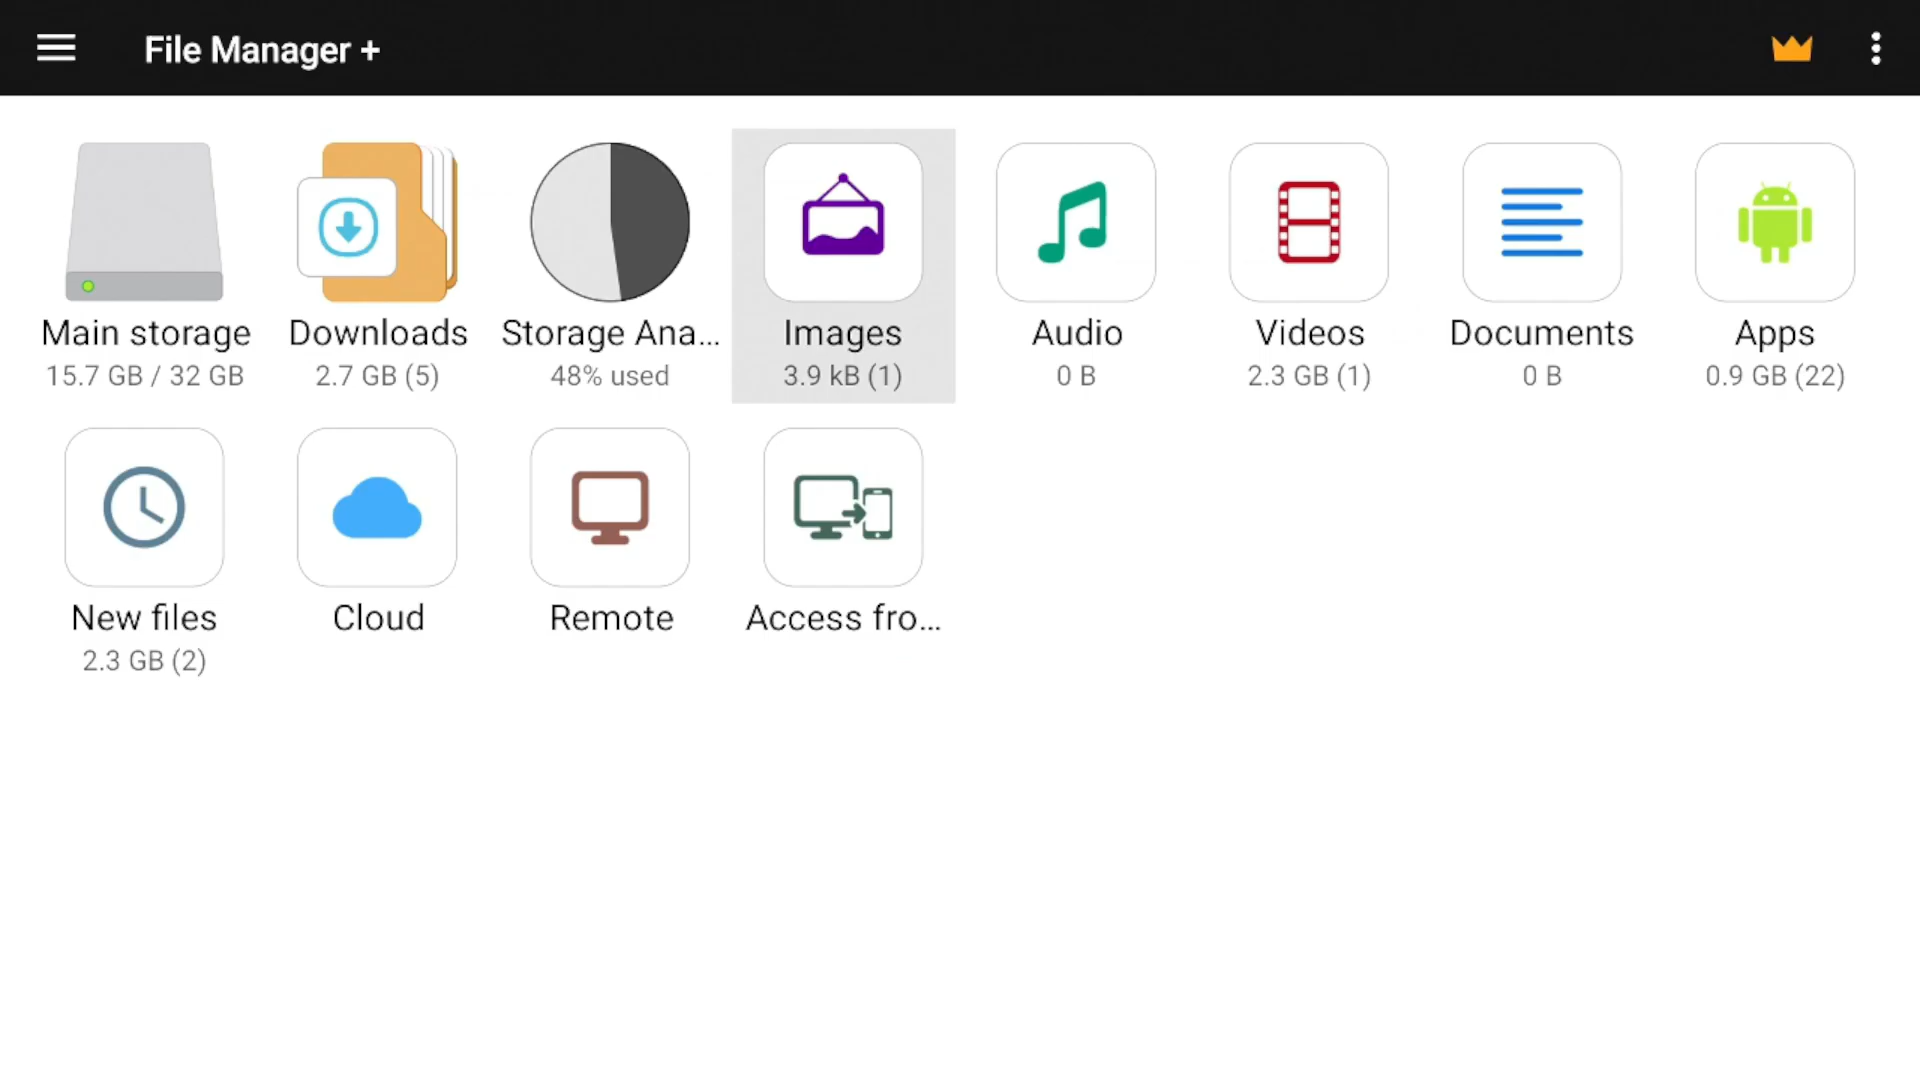 File Manager +
Main storage
15.7 GB / 32 GB
Downloads
2.7 GB (5)
Storage Ana...
48% used
Images
3.9 kB (1)
Audio
0 B
Videos
2.3 GB (1)
Documents
0 B
Apps
0.9 GB (22)
New files
2.3 GB (2)
Cloud
Remote
Access fro...